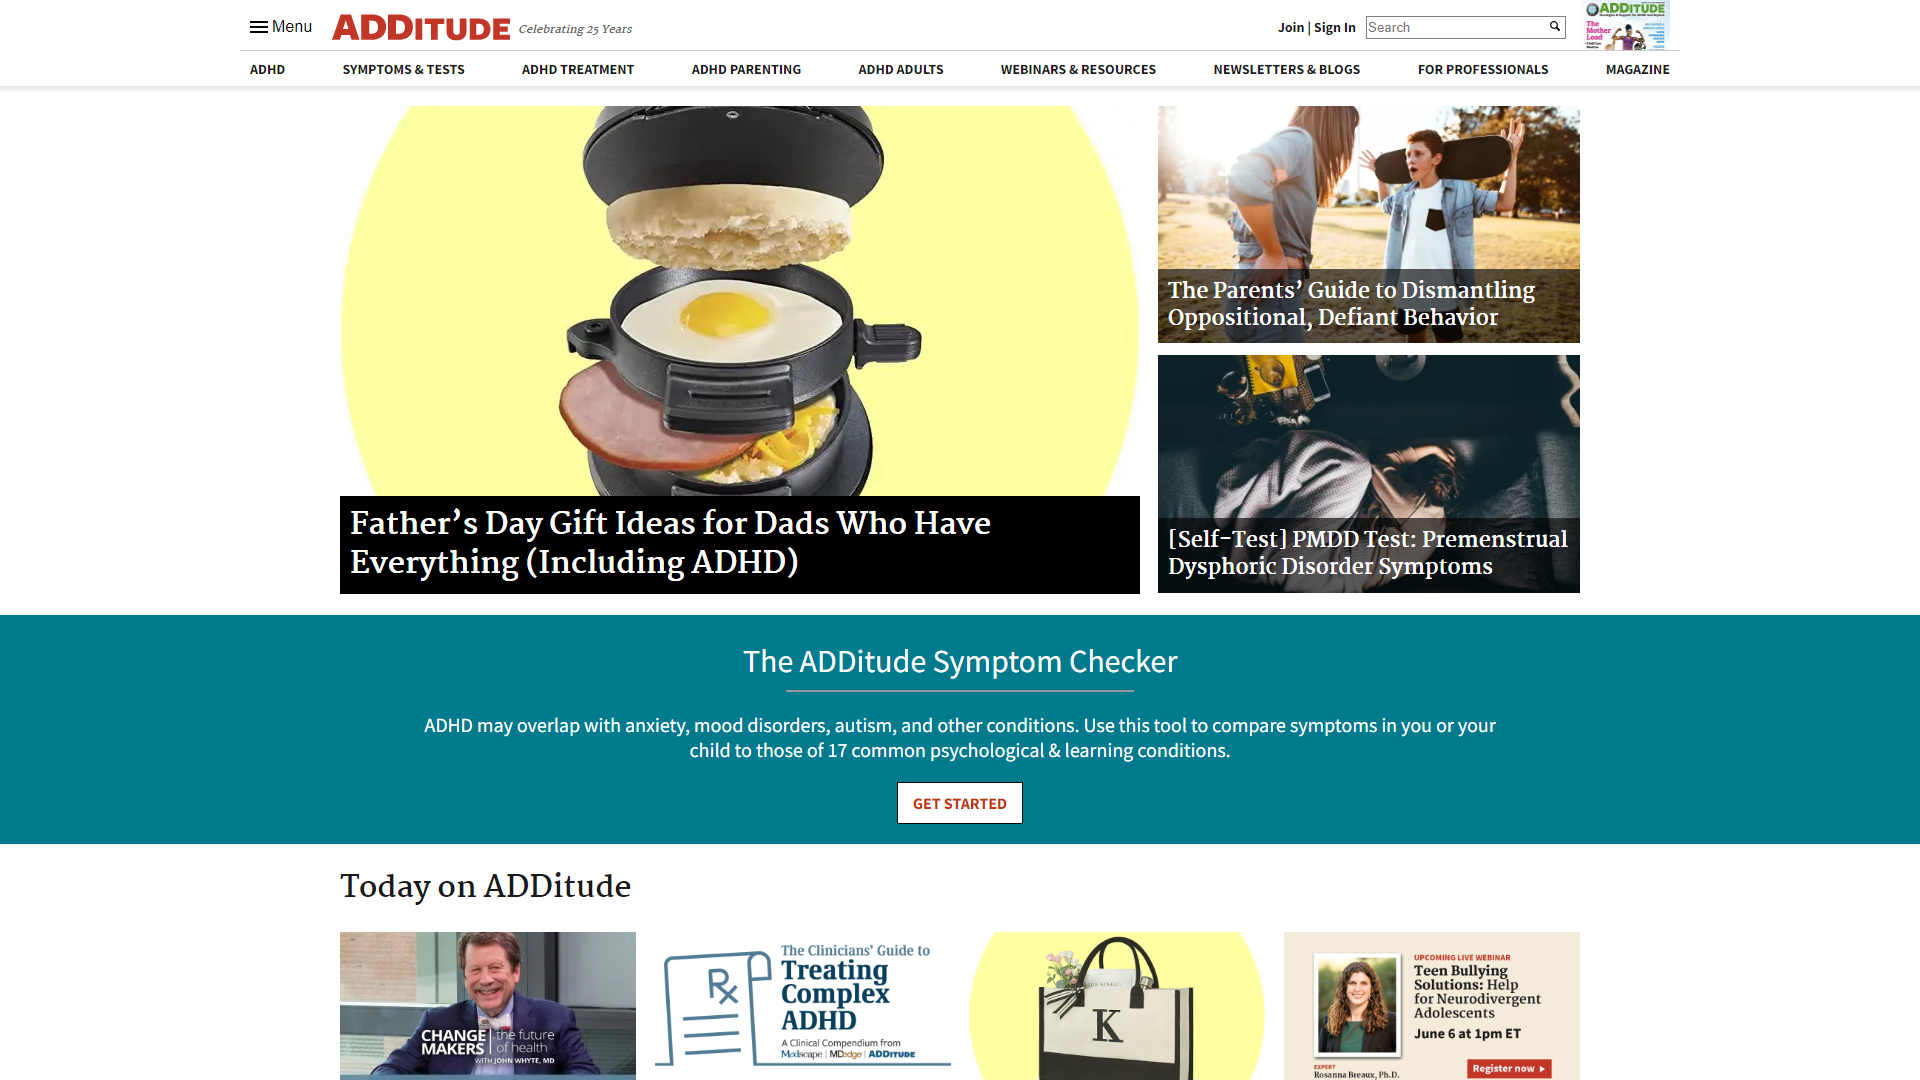 Menu
ADDITUDE
Celebrating 25 Years
Join | Sign In
Search
ADDITUDE
The
Mother
Load
ADHD
SYMPTOMS & TESTS
ADHD TREATMENT
ADHD PARENTING
ADHD ADULTS
WEBINARS & RESOURCES
NEWSLETTERS & BLOGS
FOR PROFESSIONALS
MAGAZINE
Father’s Day Gift Ideas for Dads Who Have
Everything (Including ADHD)
The Parents’ Guide to Dismantling
Oppositional, Defiant Behavior
[Self-Test] PMDD Test: Premenstrual
Dysphoric Disorder Symptoms
The ADDitude Symptom Checker
ADHD may overlap with anxiety, mood disorders, autism, and other conditions. Use this tool to compare symptoms in you or your
child to those of 17 common psychological & learning conditions.
GET STARTED
Today on ADDitude
CHANGE
MAKERS
the future
of health
WITH JOHN WHYTE, MD
Rx
The Clinicians’ Guide to
Treating
Complex
ADHD
A Clinical Compendium from
Medscape | MDedge | ADDITUDE
K
UPCOMING LIVE WEBINAR
Teen Bullying
Solutions: Help
for Neurodivergent
Adolescents
June 6 at 1pm ET
EXPERT
Rosanna Breaux, Ph.D.
Register now